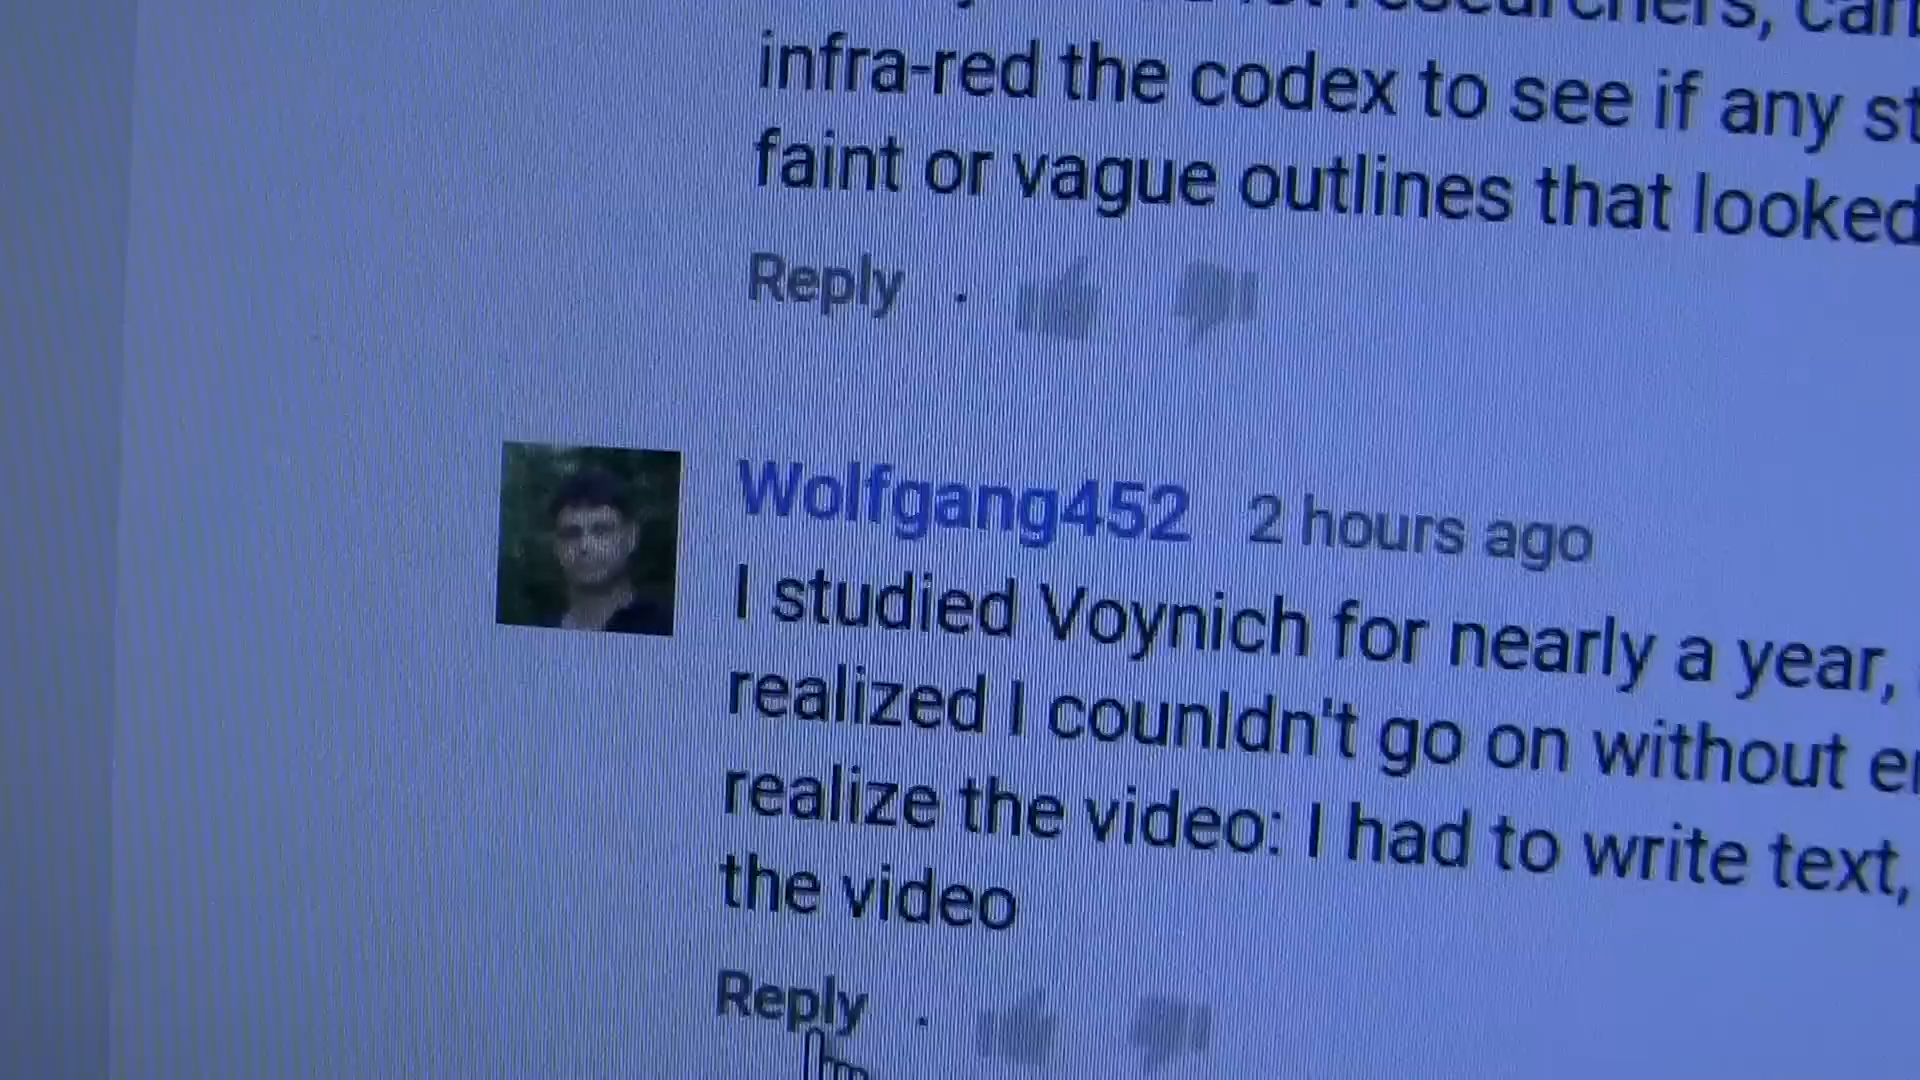 researchers,
infra-red the codex to see if any
faint or vague outlines that looked
Reply ·
Wolfgang452 2 hours ago
I studied Voynich for nearly a year,
realized I counldn't go on without
realize the video: I had to write text,
the video
Reply ·